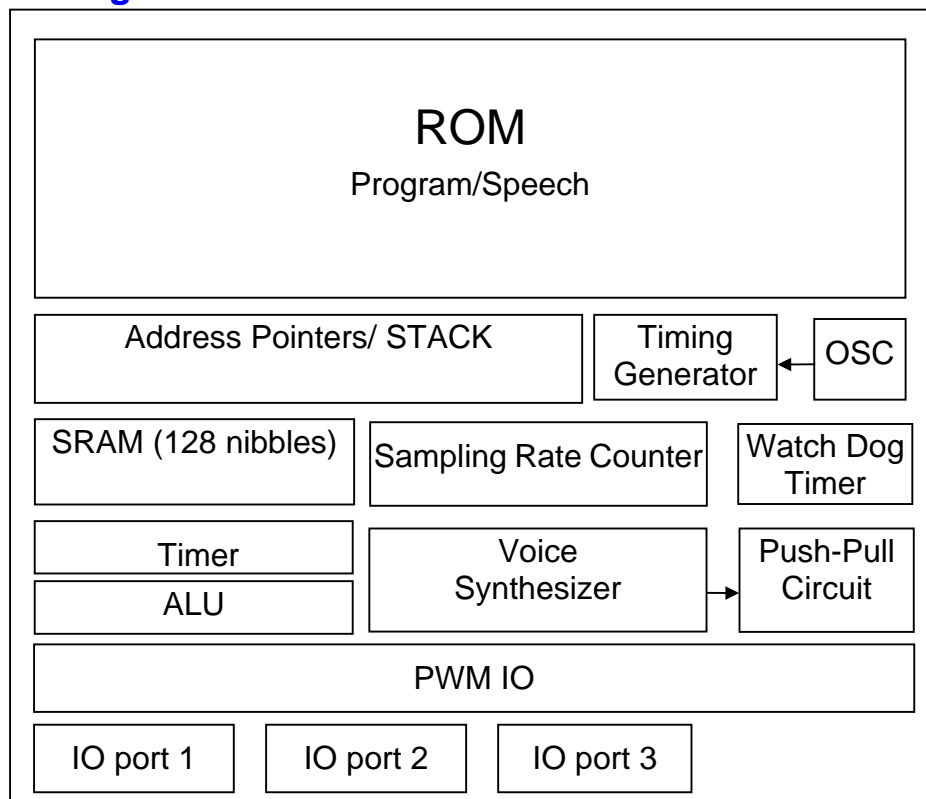 ROM
Program/Speech
Address Pointers/ STACK
Timing
Generator
OSC
SRAM (128 nibbles)
Sampling Rate Counter
Watch Dog
Timer
Timer
Voice
Synthesizer
Push-Pull
Circuit
ALU
PWM IO
IO port 1
IO port 2
IO port 3